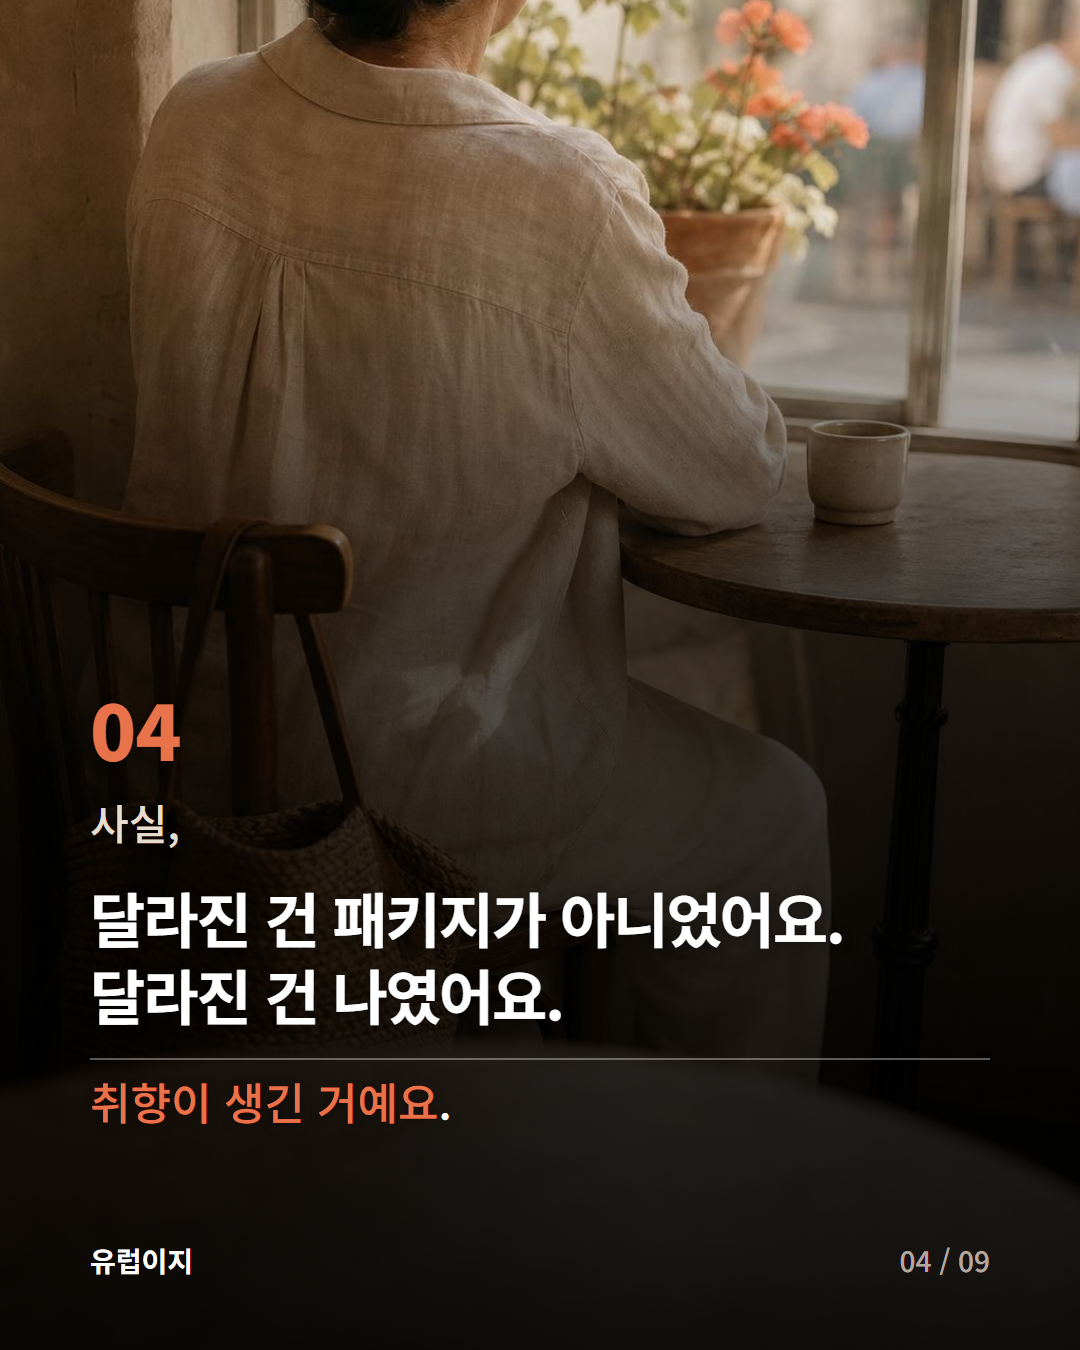 04
사실,
달라진 건 패키지가 아니었어요.
달라진 건 나였어요.
취향이 생긴 거예요.
유럽이지
04 / 09